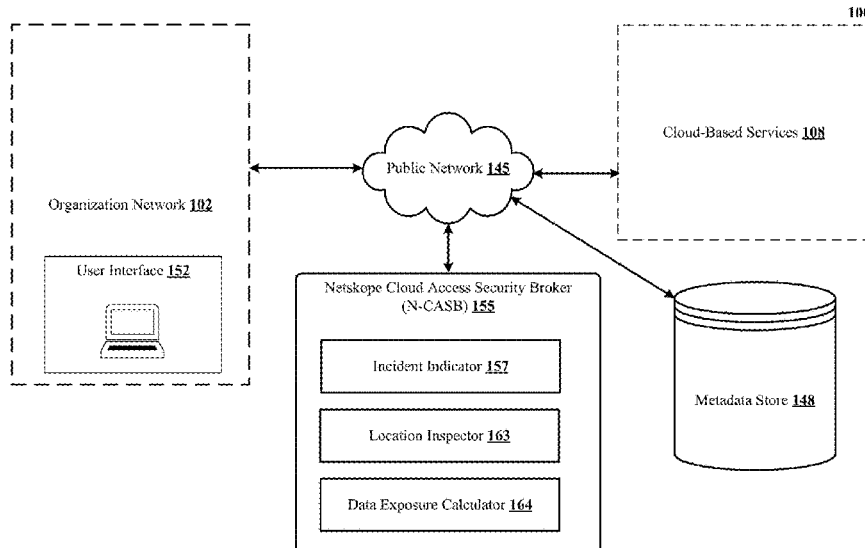 Organization Network 102
User Interface 152
Public Network 145
Cloud-Based Services 108
Netskope Cloud Access Security Broker
(N-CASB) 155
Incident Indicator 157
Location Inspector 163
Data Exposure Calculator 164
Metadata Store 148